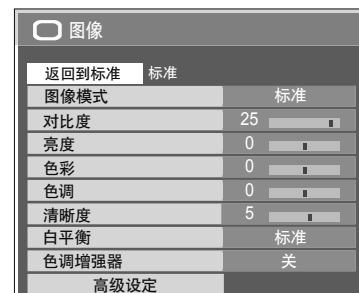 图像
返回到标准 标准
图像模式 标准
对比度 25
亮度 0
色彩 0
色调 0
清晰度 5
白平衡 标准
色调增强器 关
高级设定